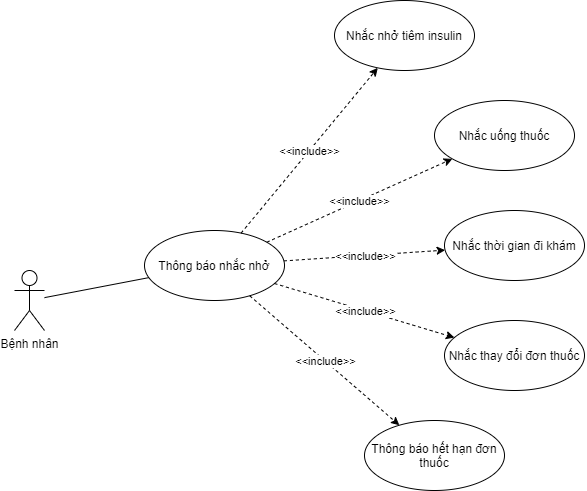 Nhắc nhở tiêm insulin
<<include>>
Nhắc uống thuốc
<<include>>
Thông báo nhắc nhở
<<include>>
Nhắc thời gian đi khám
<<include>>
Nhắc thay đổi đơn thuốc
Bệnh nhân
<<include>>
Thông báo hết hạn đơn
thuốc